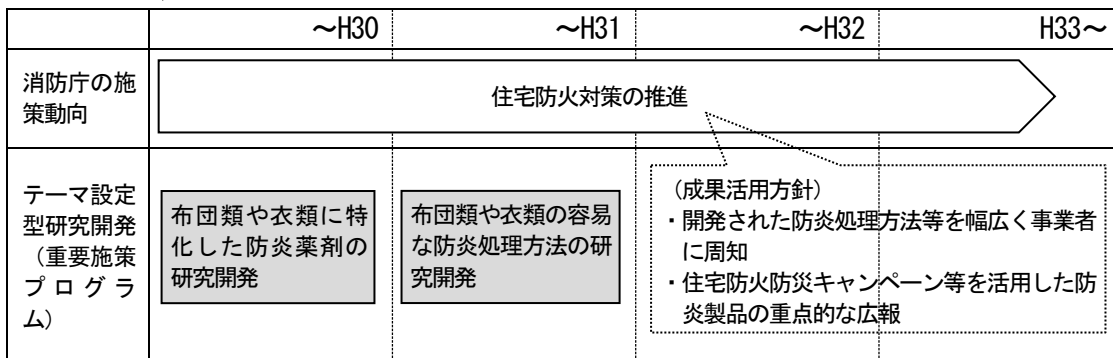 ～H30 ～H31 ～H32 H33～
消防庁の施
策動向
住宅防火対策の推進
テーマ設定
型研究開発
（重要施策
プログラ
ム）
布団類や衣類に特
化した防炎薬剤の
研究開発
布団類や衣類の容易
な防炎処理方法の研
究開発
（成果活用方針）
・開発された防炎処理方法等を幅広く事業者
に周知
・住宅防火防災キャンペーン等を活用した防
炎製品の重点的な広報